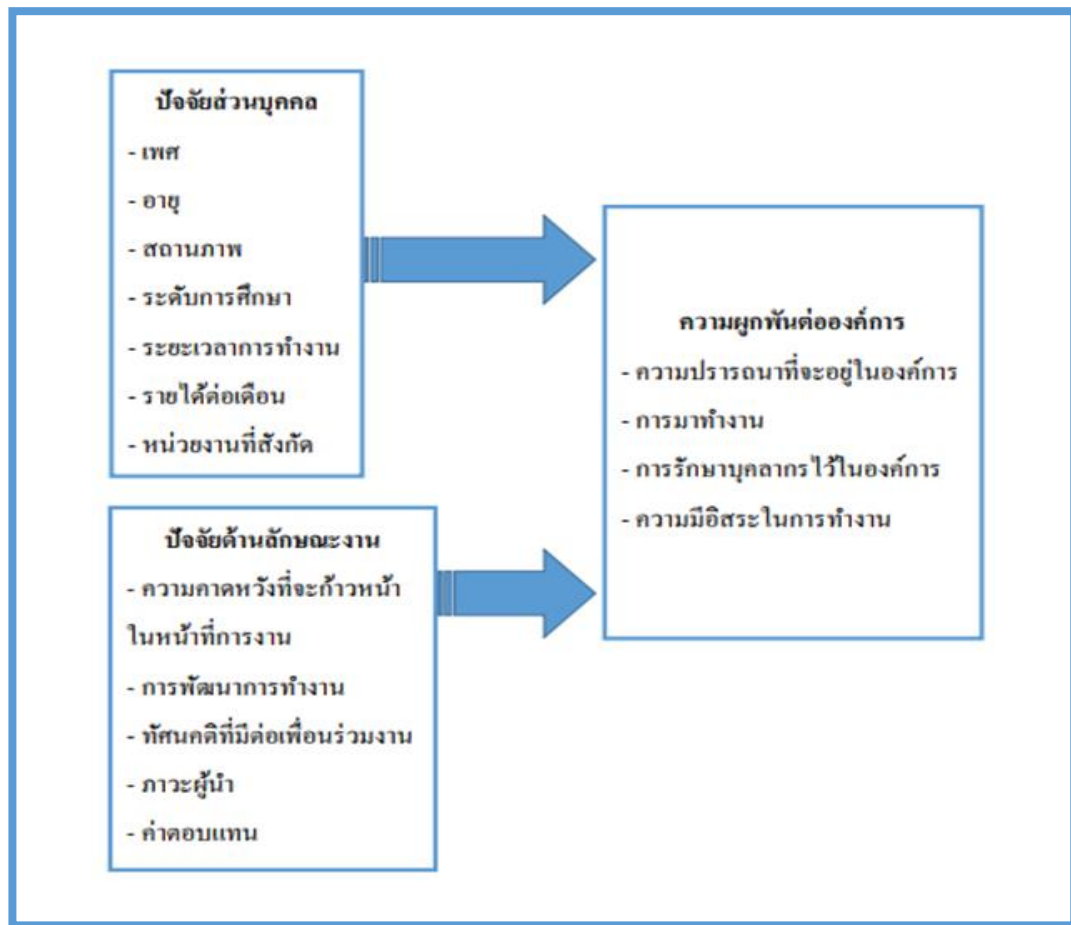 ปัจจัยส่วนบุคคล
- เพศ
- อายุ
- สถานภาพ
- ระดับการศึกษา
- ระยะเวลาการทำงาน
- รายได้ต่อเดือน
- หน่วยงานที่สังกัด
ปัจจัยด้านลักษณะงาน
- ความคาดหวังที่จะก้าวหน้า
ในหน้าที่การงาน
- การพัฒนาการทำงาน
- ทัศนคติที่มีต่อเพื่อนร่วมงาน
- ภาวะผู้นำ
- ค่าตอบแทน
ความผูกพันต่อองค์การ
- ความปรารถนาที่จะอยู่ในองค์การ
- การมาทำงาน
- การรักษาบุคลากรไว้ในองค์การ
- ความมีอิสระในการทำงาน